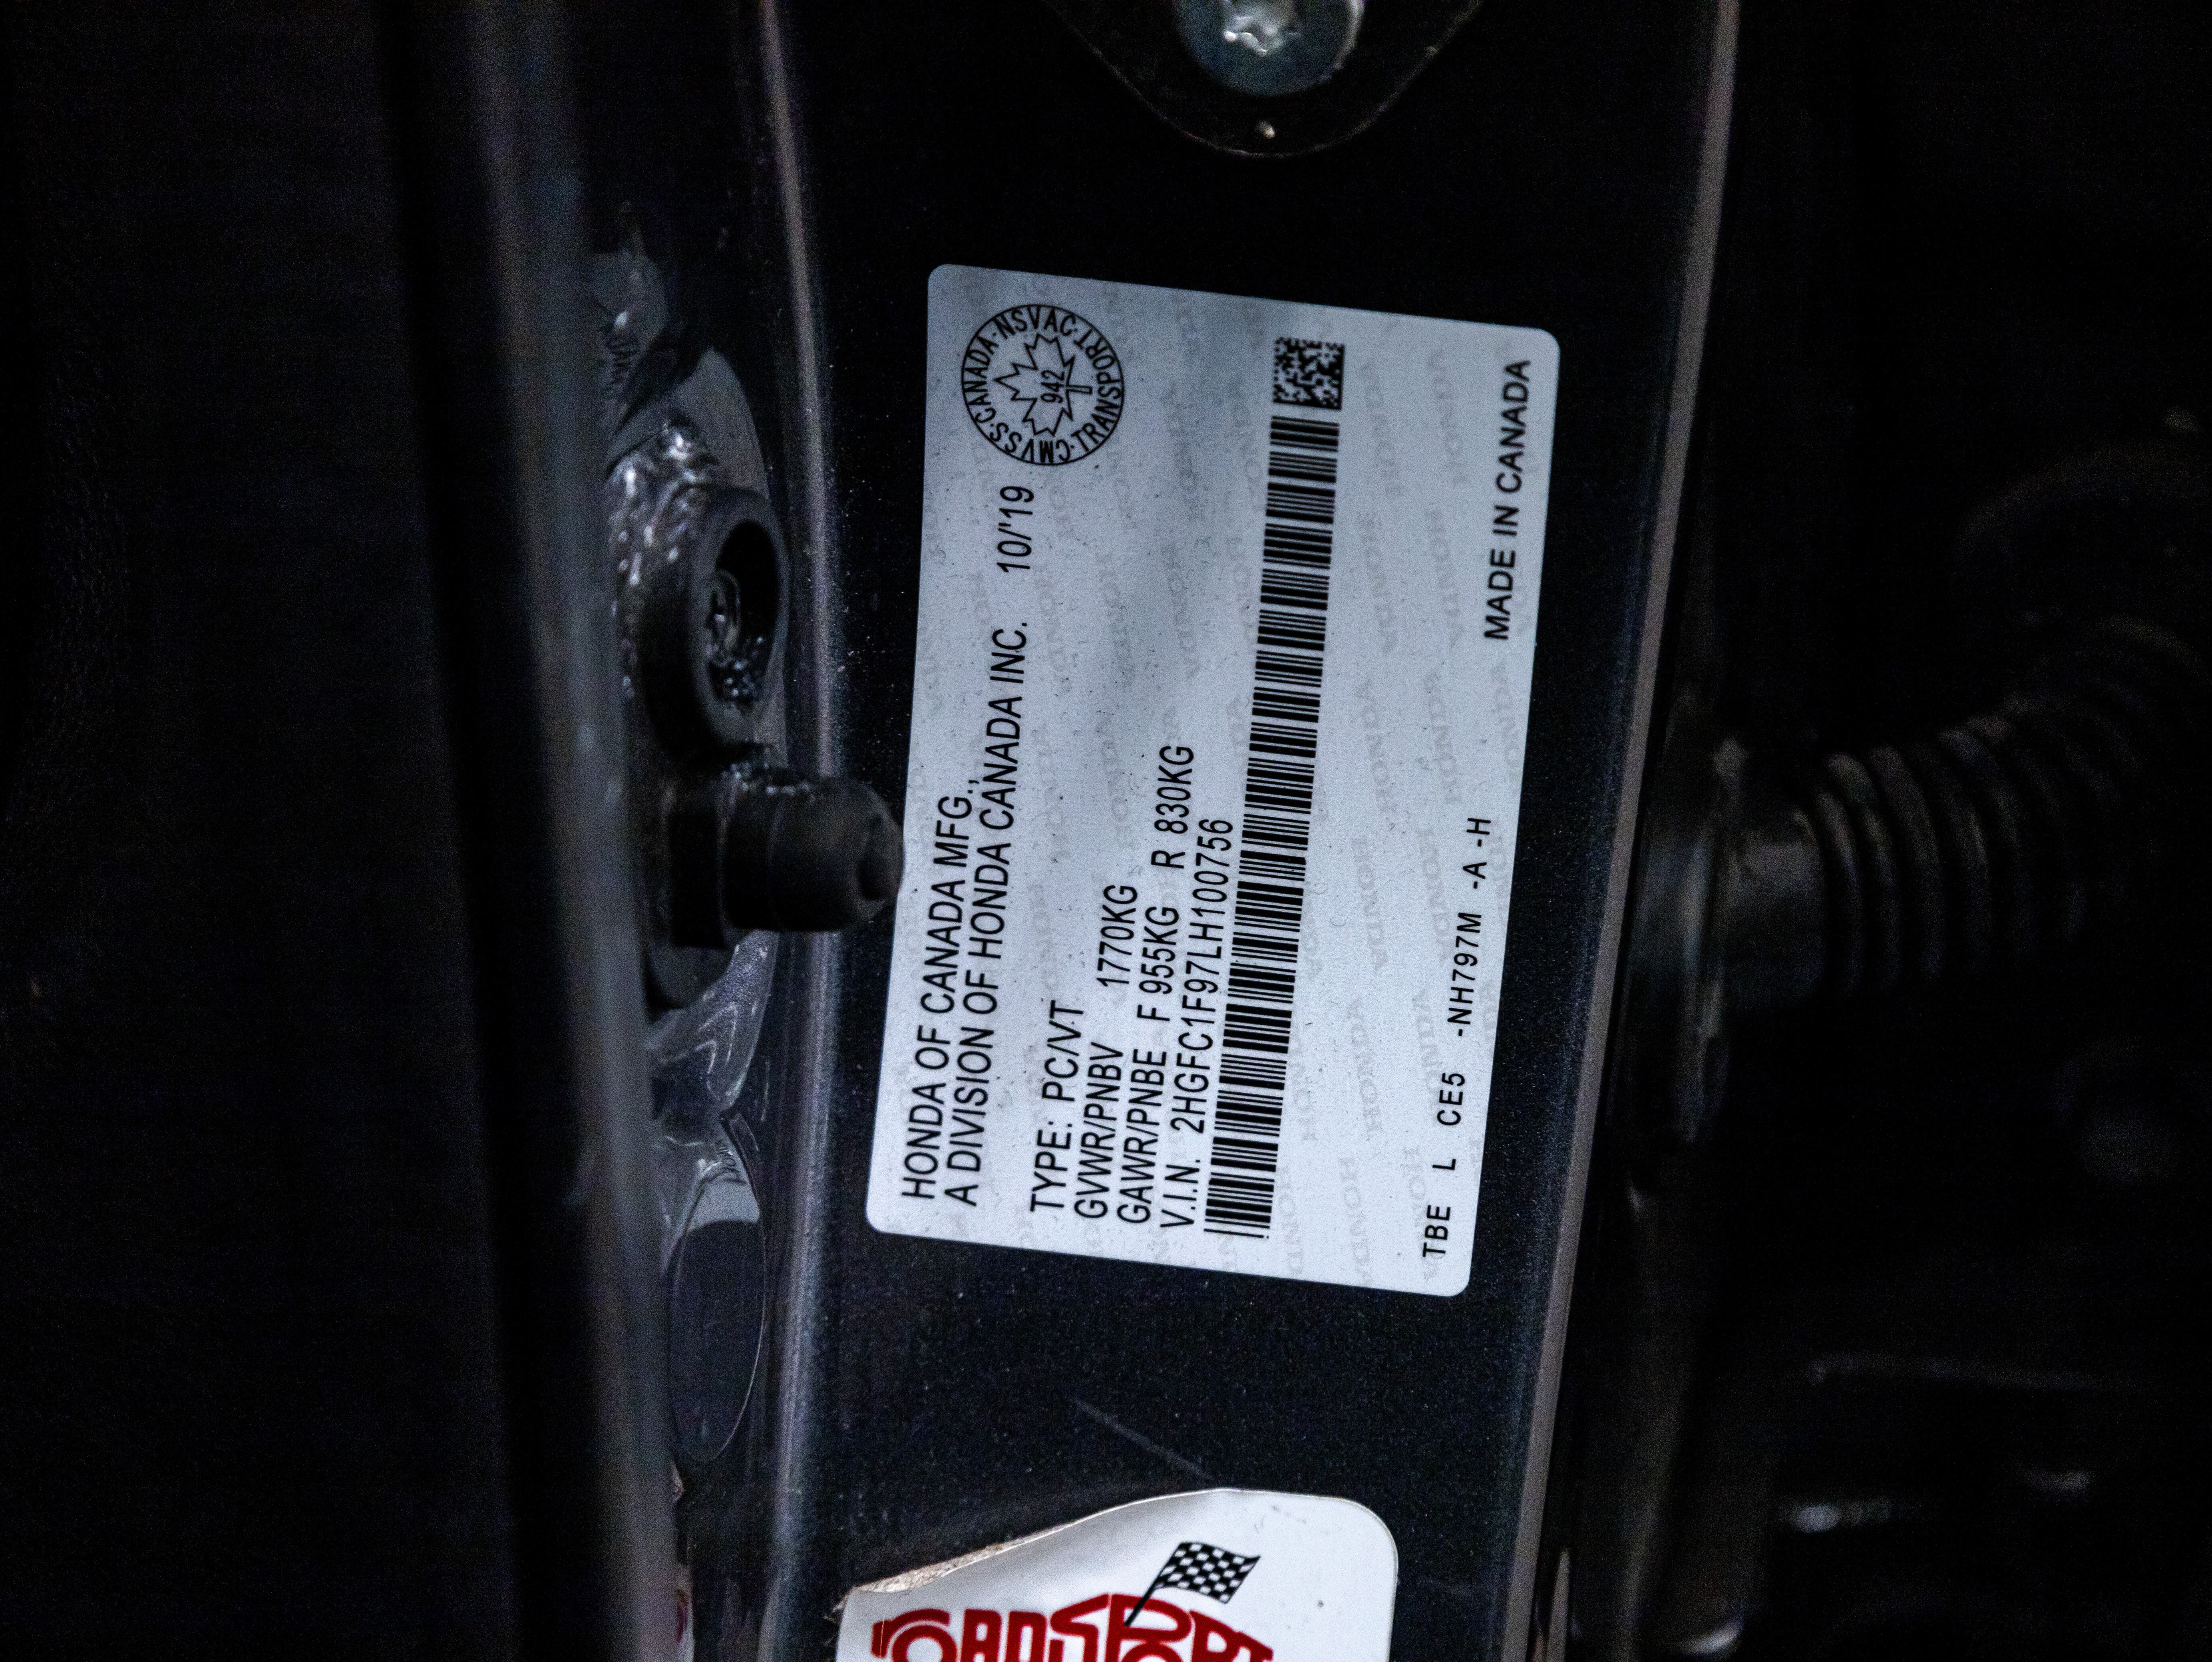 HONDA OF CANADA MFG.,
A DIVISION OF HONDA CANADA INC. 10/'19
CANADA·NSVAC·TRANSPORT·CMVSS·
942
TYPE: PC/V.T
GVWR/PNBV 1770KG
GAWR/PNBE F 955KG R 830KG
V.I.N. 2HGFC1F97LH100756
TBE L CE5 -NH797M -A -H
MADE IN CANADA
HONDA